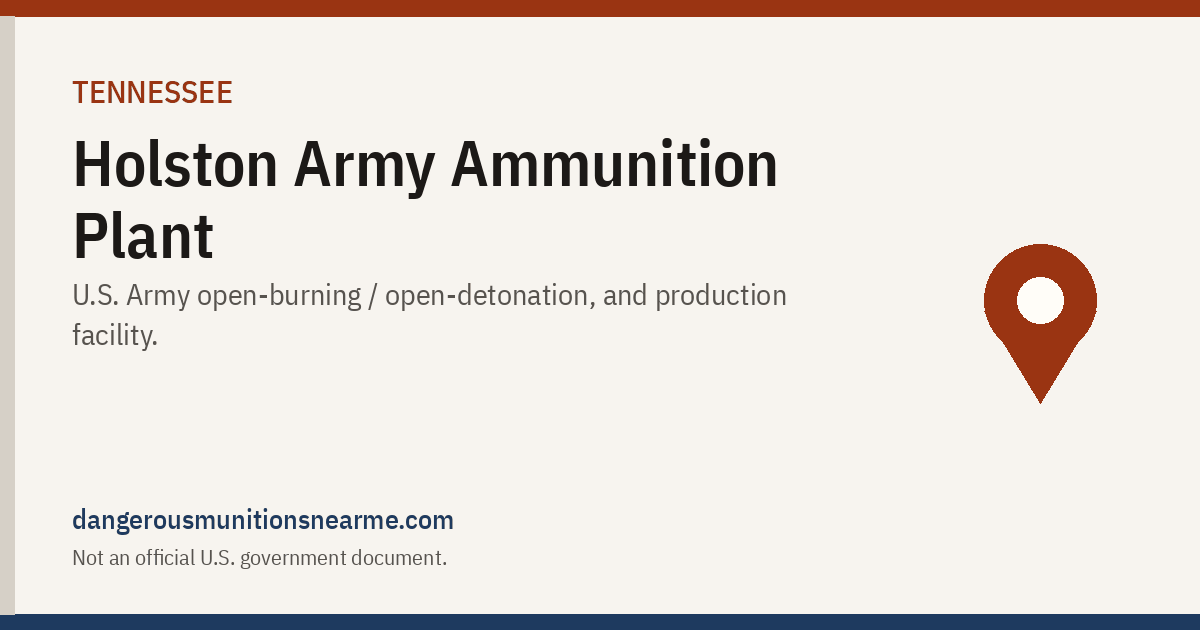 TENNESSEE
Holston Army Ammunition
Plant
U.S. Army open-burning / open-detonation, and production
facility.
dangerousmunitionsnearme.com
Not an official U.S. government document.